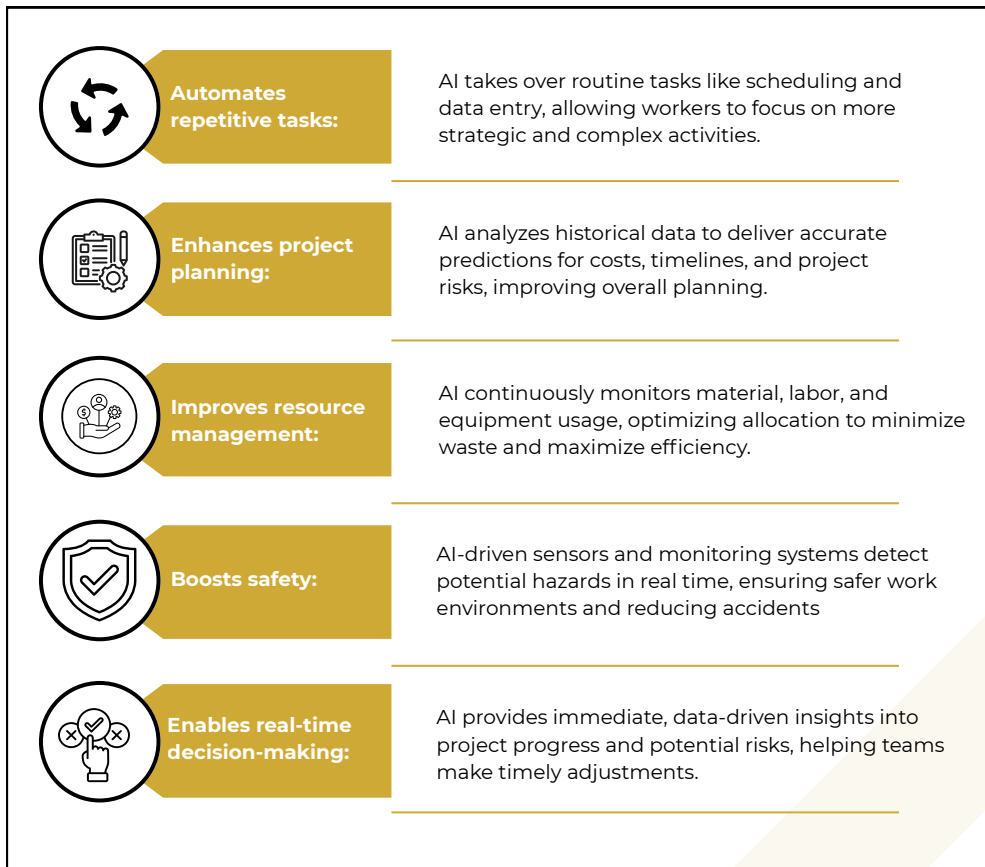 Automates
repetitive tasks:
AI takes over routine tasks like scheduling and
data entry, allowing workers to focus on more
strategic and complex activities.
Enhances project
planning:
AI analyzes historical data to deliver accurate
predictions for costs, timelines, and project
risks, improving overall planning.
Improves resource
management:
AI continuously monitors material, labor, and
equipment usage, optimizing allocation to minimize
waste and maximize efficiency.
Boosts safety:
AI-driven sensors and monitoring systems detect
potential hazards in real time, ensuring safer work
environments and reducing accidents
Enables real-time
decision-making:
AI provides immediate, data-driven insights into
project progress and potential risks, helping teams
make timely adjustments.